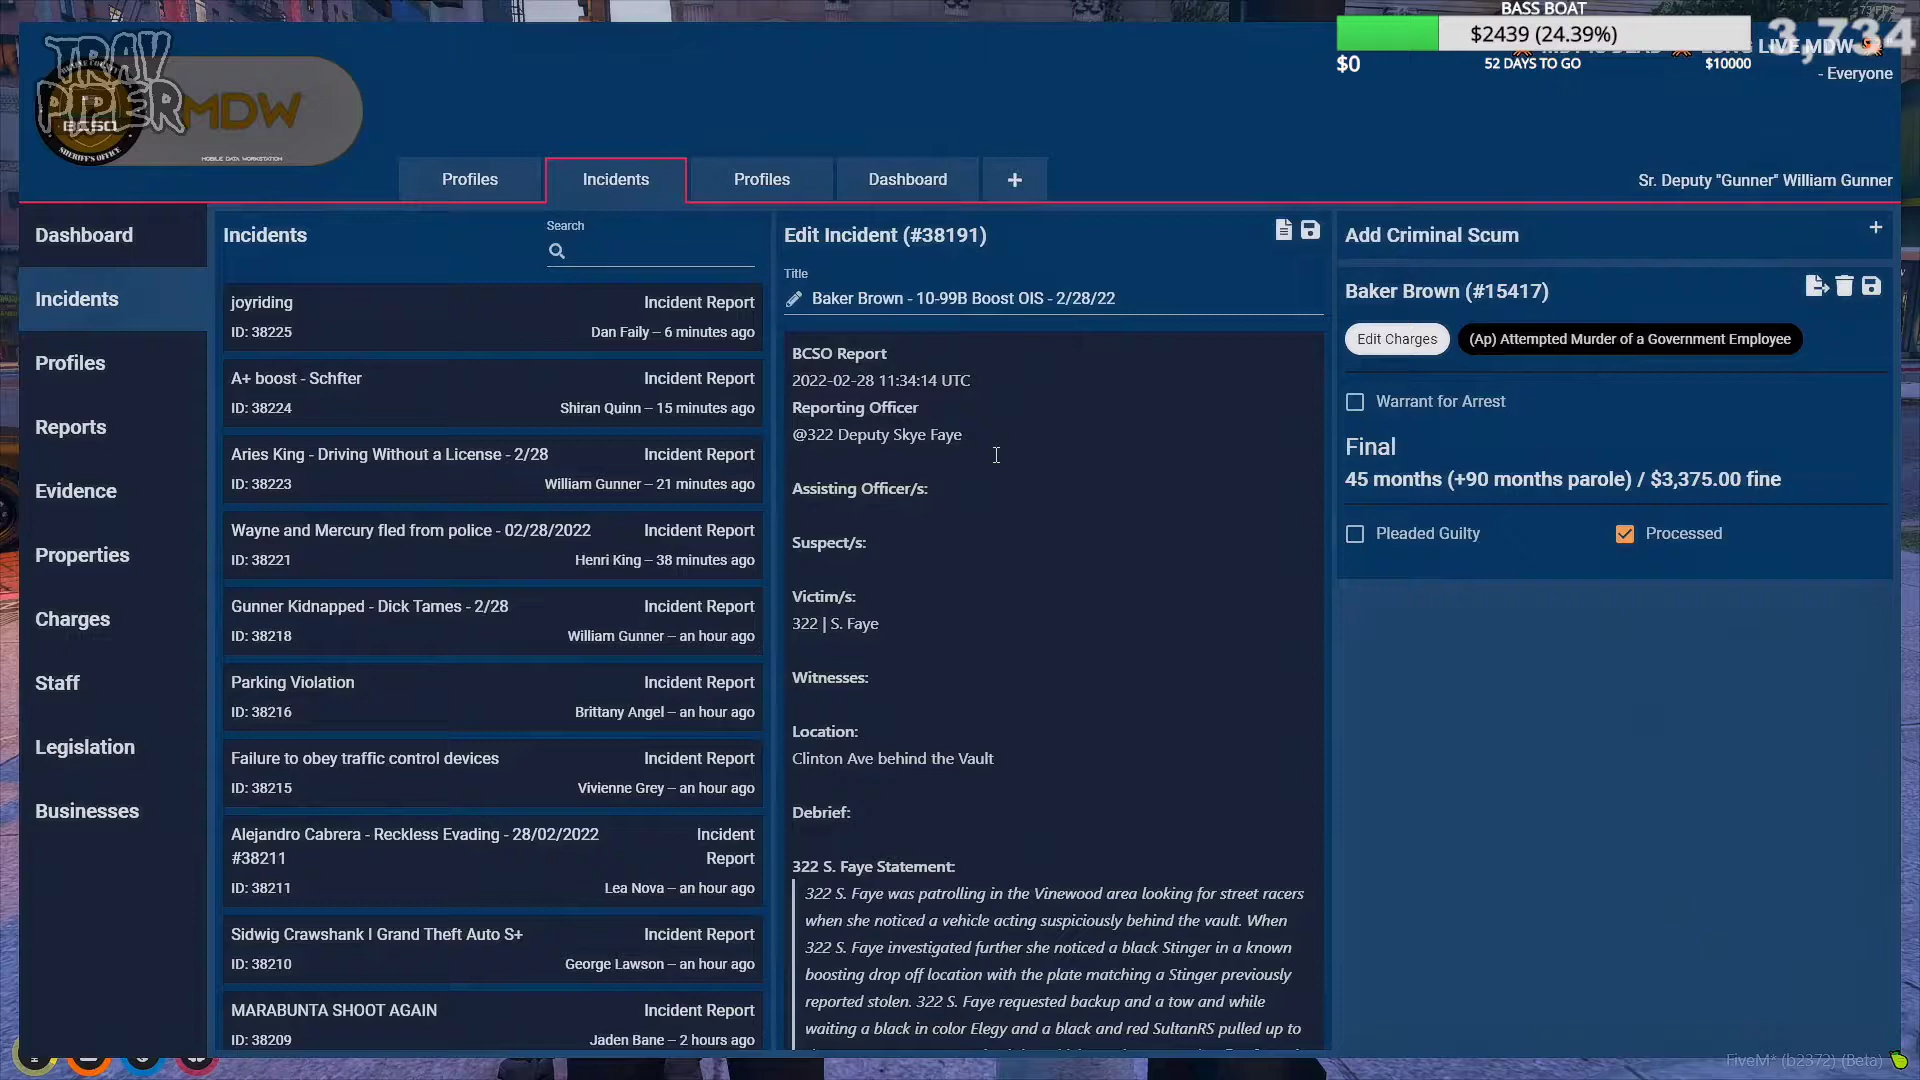 BASS BOAT
$2439 (24.39%)
3,734
LIVE MDW
$0
52 DAYS TO GO
$10000
- Everyone
TRAV
PIPER
BCSO
SHERIFF'S OFFICE
MDW
MOBILE DATA WORKSTATION
Profiles
Incidents
Profiles
Dashboard
+
Sr. Deputy "Gunner" William Gunner
Dashboard
Incidents
Profiles
Reports
Evidence
Properties
Charges
Staff
Legislation
Businesses
Incidents
Search
joyriding
Incident Report
ID: 38225
Dan Faily – 6 minutes ago
A+ boost - Schfter
Incident Report
ID: 38224
Shiran Quinn – 15 minutes ago
Aries King - Driving Without a License - 2/28
Incident Report
ID: 38223
William Gunner – 21 minutes ago
Wayne and Mercury fled from police - 02/28/2022
Incident Report
ID: 38221
Henri King – 38 minutes ago
Gunner Kidnapped - Dick Tames - 2/28
Incident Report
ID: 38218
William Gunner – an hour ago
Parking Violation
Incident Report
ID: 38216
Brittany Angel – an hour ago
Failure to obey traffic control devices
Incident Report
ID: 38215
Vivienne Grey – an hour ago
Alejandro Cabrera - Reckless Evading - 28/02/2022
#38211
Incident
Report
ID: 38211
Lea Nova – an hour ago
Sidwig Crawshank I Grand Theft Auto S+
Incident Report
ID: 38210
George Lawson – an hour ago
MARABUNTA SHOOT AGAIN
Incident Report
ID: 38209
Jaden Bane – 2 hours ago
Edit Incident (#38191)
Title
Baker Brown - 10-99B Boost OIS - 2/28/22
BCSO Report
2022-02-28 11:34:14 UTC
Reporting Officer
@322 Deputy Skye Faye
Assisting Officer/s:
Suspect/s:
Victim/s:
322 | S. Faye
Witnesses:
Location:
Clinton Ave behind the Vault
Debrief:
322 S. Faye Statement:
322 S. Faye was patrolling in the Vinewood area looking for street racers
when she noticed a vehicle acting suspiciously behind the vault. When
322 S. Faye investigated further she noticed a black Stinger in a known
boosting drop off location with the plate matching a Stinger previously
reported stolen. 322 S. Faye requested backup and a tow and while
waiting a black in color Elegy and a black and red SultanRS pulled up to
Add Criminal Scum
+
Baker Brown (#15417)
Edit Charges
(Ap) Attempted Murder of a Government Employee
Warrant for Arrest
Final
45 months (+90 months parole) / $3,375.00 fine
Pleaded Guilty
Processed
FiveM* (b2372) (Beta)